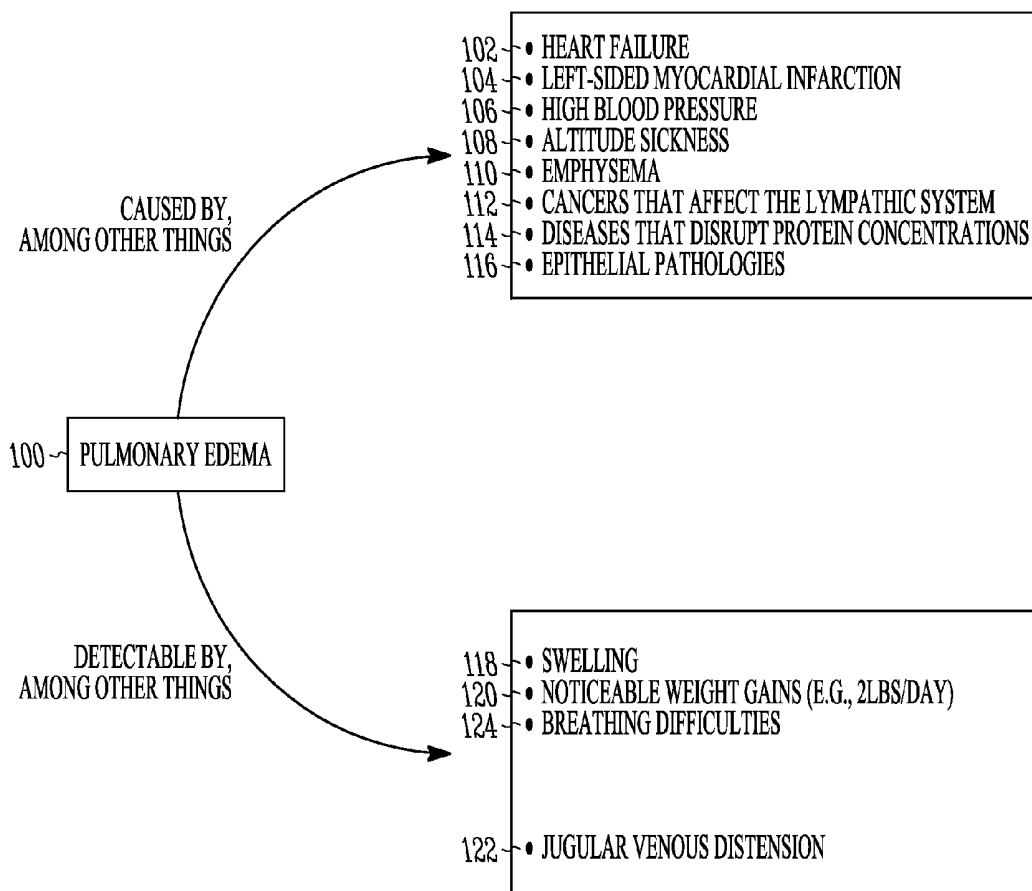 102 • HEART FAILURE
104 • LEFT-SIDED MYOCARDIAL INFARCTION
106 • HIGH BLOOD PRESSURE
108 • ALTITUDE SICKNESS
110 • EMPHYSEMA
112 • CANCERS THAT AFFECT THE LYMPATHIC SYSTEM
114 • DISEASES THAT DISRUPT PROTEIN CONCENTRATIONS
116 • EPITHELIAL PATHOLOGIES
CAUSED BY,
AMONG OTHER THINGS
100 PULMONARY EDEMA
DETECTABLE BY,
AMONG OTHER THINGS
118 • SWELLING
120 • NOTICEABLE WEIGHT GAINS (E.G., 2LBS/DAY)
124 • BREATHING DIFFICULTIES
122 • JUGULAR VENOUS DISTENSION